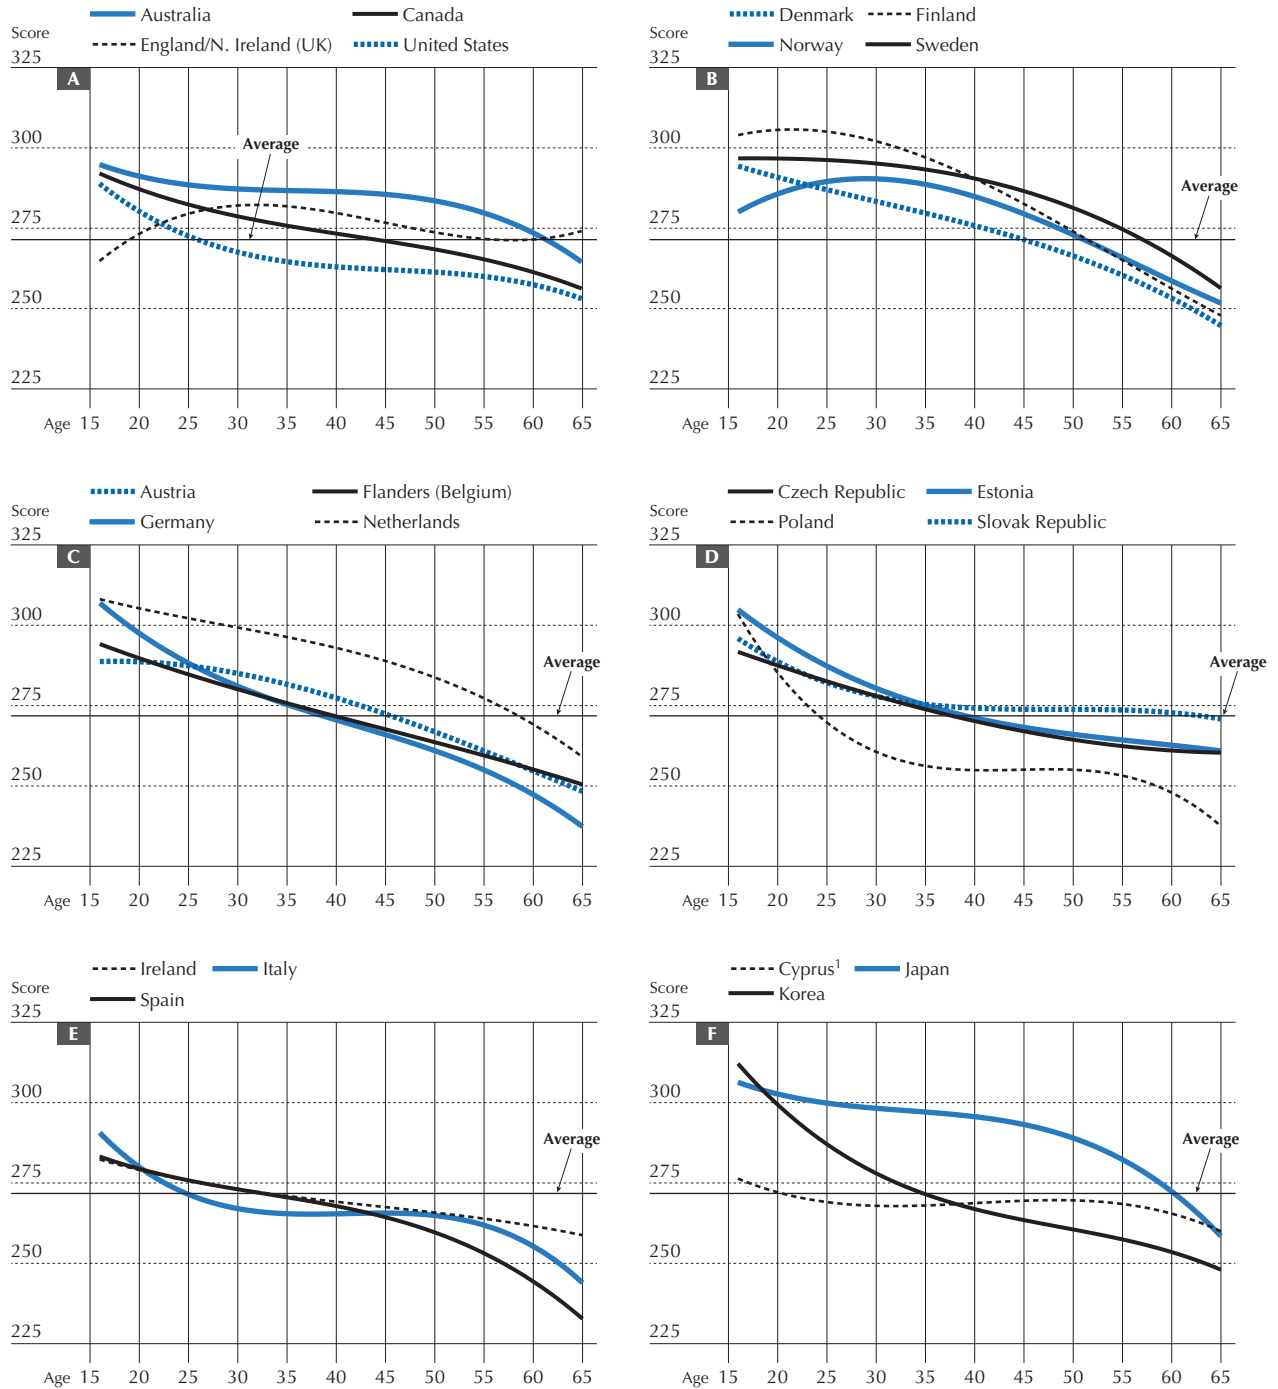 Australia Canada
England/N. Ireland (UK) United States
Score
325
A
300
Average
275
250
225
Age 15 20 25 30 35 40 45 50 55 60 65
Denmark Finland
Norway Sweden
Score
325
B
300
Average
275
250
225
Age 15 20 25 30 35 40 45 50 55 60 65
Austria Flanders (Belgium)
Germany Netherlands
Score
325
C
300
Average
275
250
225
Age 15 20 25 30 35 40 45 50 55 60 65
Czech Republic Estonia
Poland Slovak Republic
Score
325
D
300
Average
275
250
225
Age 15 20 25 30 35 40 45 50 55 60 65
Ireland Italy
Spain
Score
325
E
300
Average
275
250
225
Age 15 20 25 30 35 40 45 50 55 60 65
Cyprus¹ Japan
Korea
Score
325
F
300
Average
275
250
225
Age 15 20 25 30 35 40 45 50 55 60 65